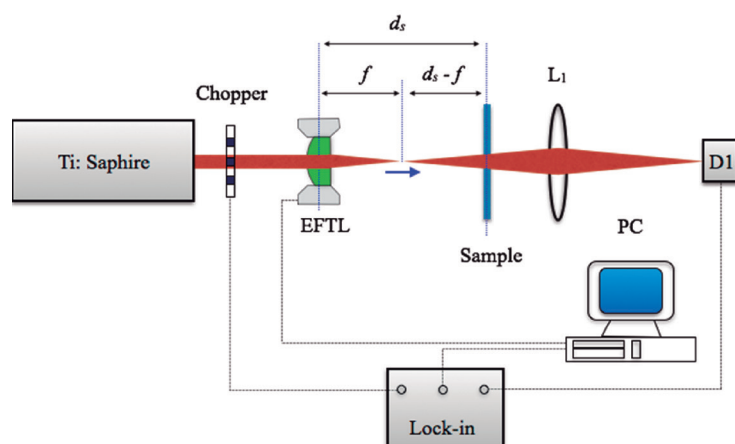 dₛ
f
dₛ - f
L₁
Chopper
Ti: Saphire
D1
EFTL
PC
Sample
Lock-in